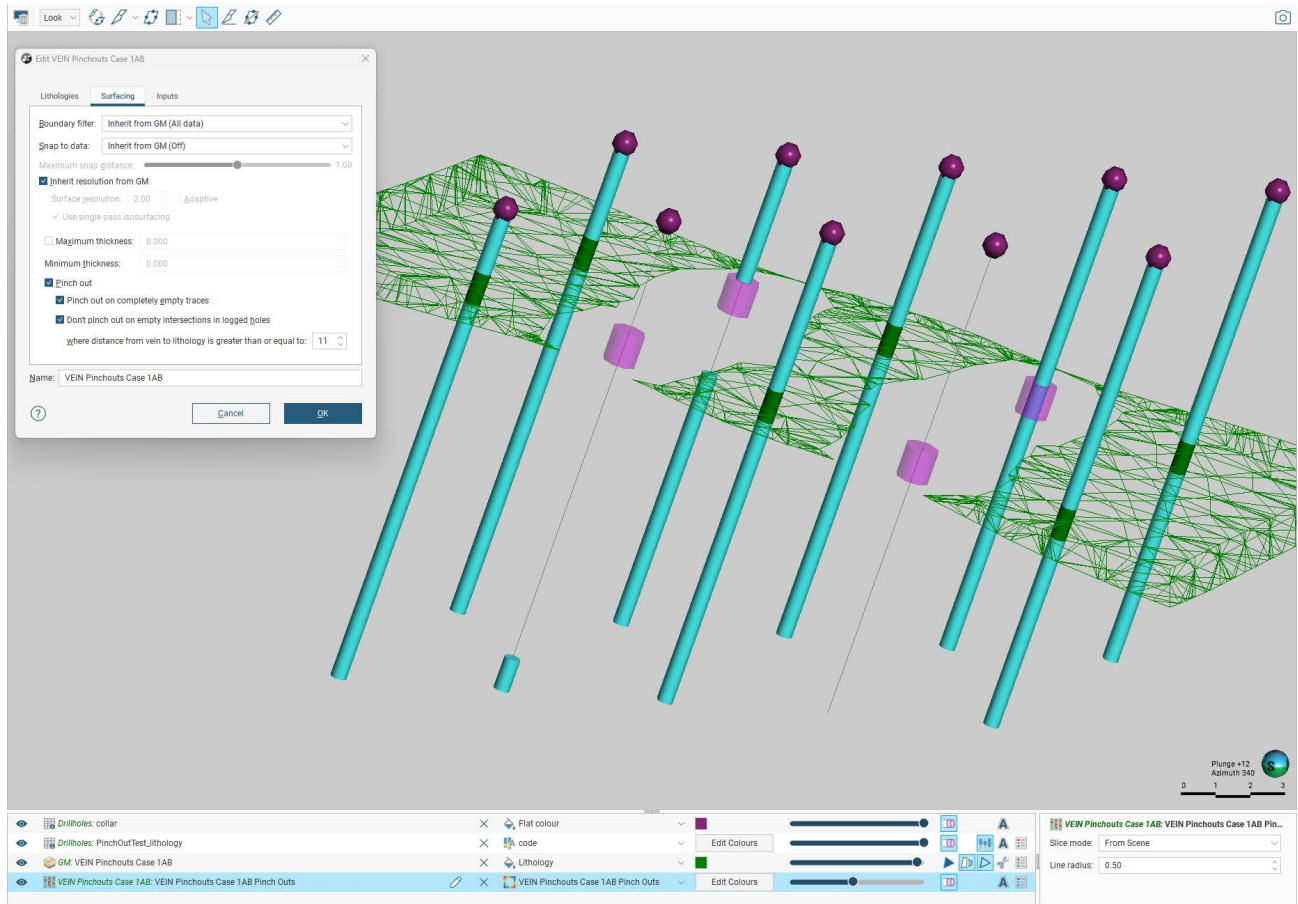 Look
Edit VEIN Pinchouts Case 1AB
Lithologies Surfacing Inputs
Boundary filter: Inherit from GM (All data)
Snap to data: Inherit from GM (Off)
Maximum snap distance: 1.00
Inherit resolution from GM
Surface resolution: 2.00 Adaptive
Use single pass isosurfacing
Maximum thickness: 0.000
Minimum thickness: 0.000
Pinch out
Pinch out on completely empty traces
Don't pinch out on empty intersections in logged holes
where distance from vein to lithology is greater than or equal to: 11
Name: VEIN Pinchouts Case 1AB
? Cancel OK
Plunge +12
Azimuth 340
S
0 1 2 3
Drillholes: collar Flat colour A
Drillholes: PinchOutTest_lithology code Edit Colours A
GM: VEIN Pinchouts Case 1AB Lithology
VEIN Pinchouts Case 1AB: VEIN Pinchouts Case 1AB Pinch Outs VEIN Pinchouts Case 1AB Pinch Outs Edit Colours A
VEIN Pinchouts Case 1AB: VEIN Pinchouts Case 1AB Pin...
Slice mode: From Scene
Line radius: 0.50